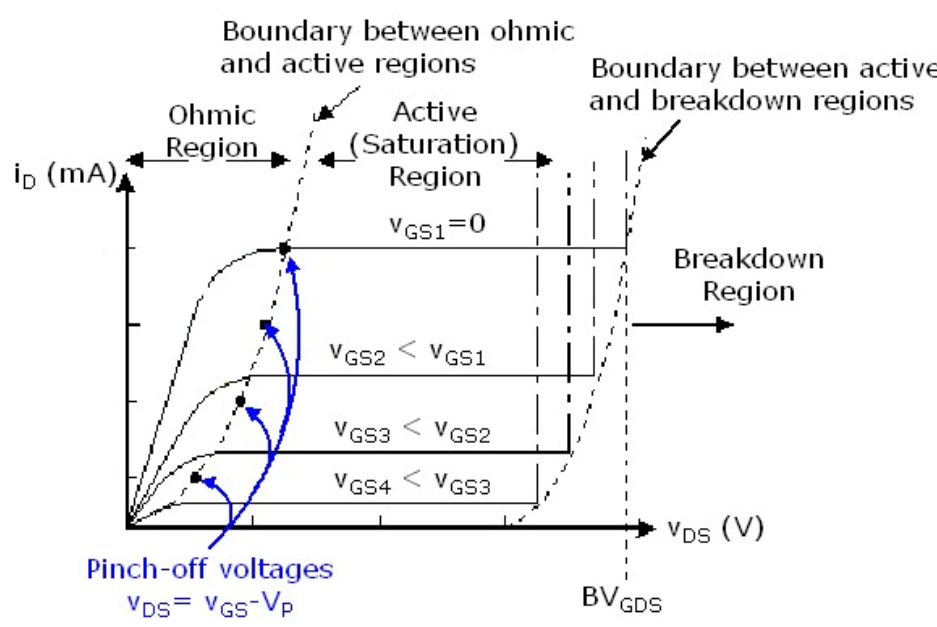 Boundary between ohmic
and active regions
Boundary between active
and breakdown regions
Ohmic
Region
Active
(Saturation)
Region
i_D (mA)
v_GS1=0
Breakdown
Region
v_GS2 < v_GS1
v_GS3 < v_GS2
v_GS4 < v_GS3
v_DS (V)
Pinch-off voltages
v_DS= v_GS-V_P
BV_GDS